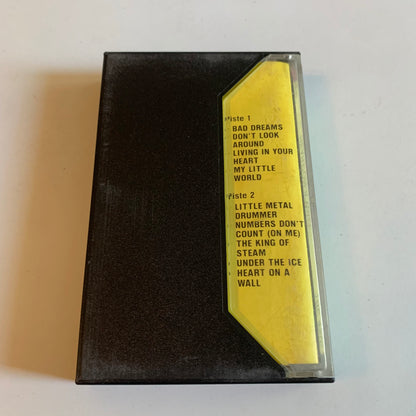 Piste 1
BAD DREAMS
DON'T LOOK
AROUND
LIVING IN YOUR
HEART
MY LITTLE
WORLD
Piste 2
LITTLE METAL
DRUMMER
NUMBERS DON'T
COUNT (ON ME)
THE KING OF
STEAM
UNDER THE ICE
HEART ON A
WALL